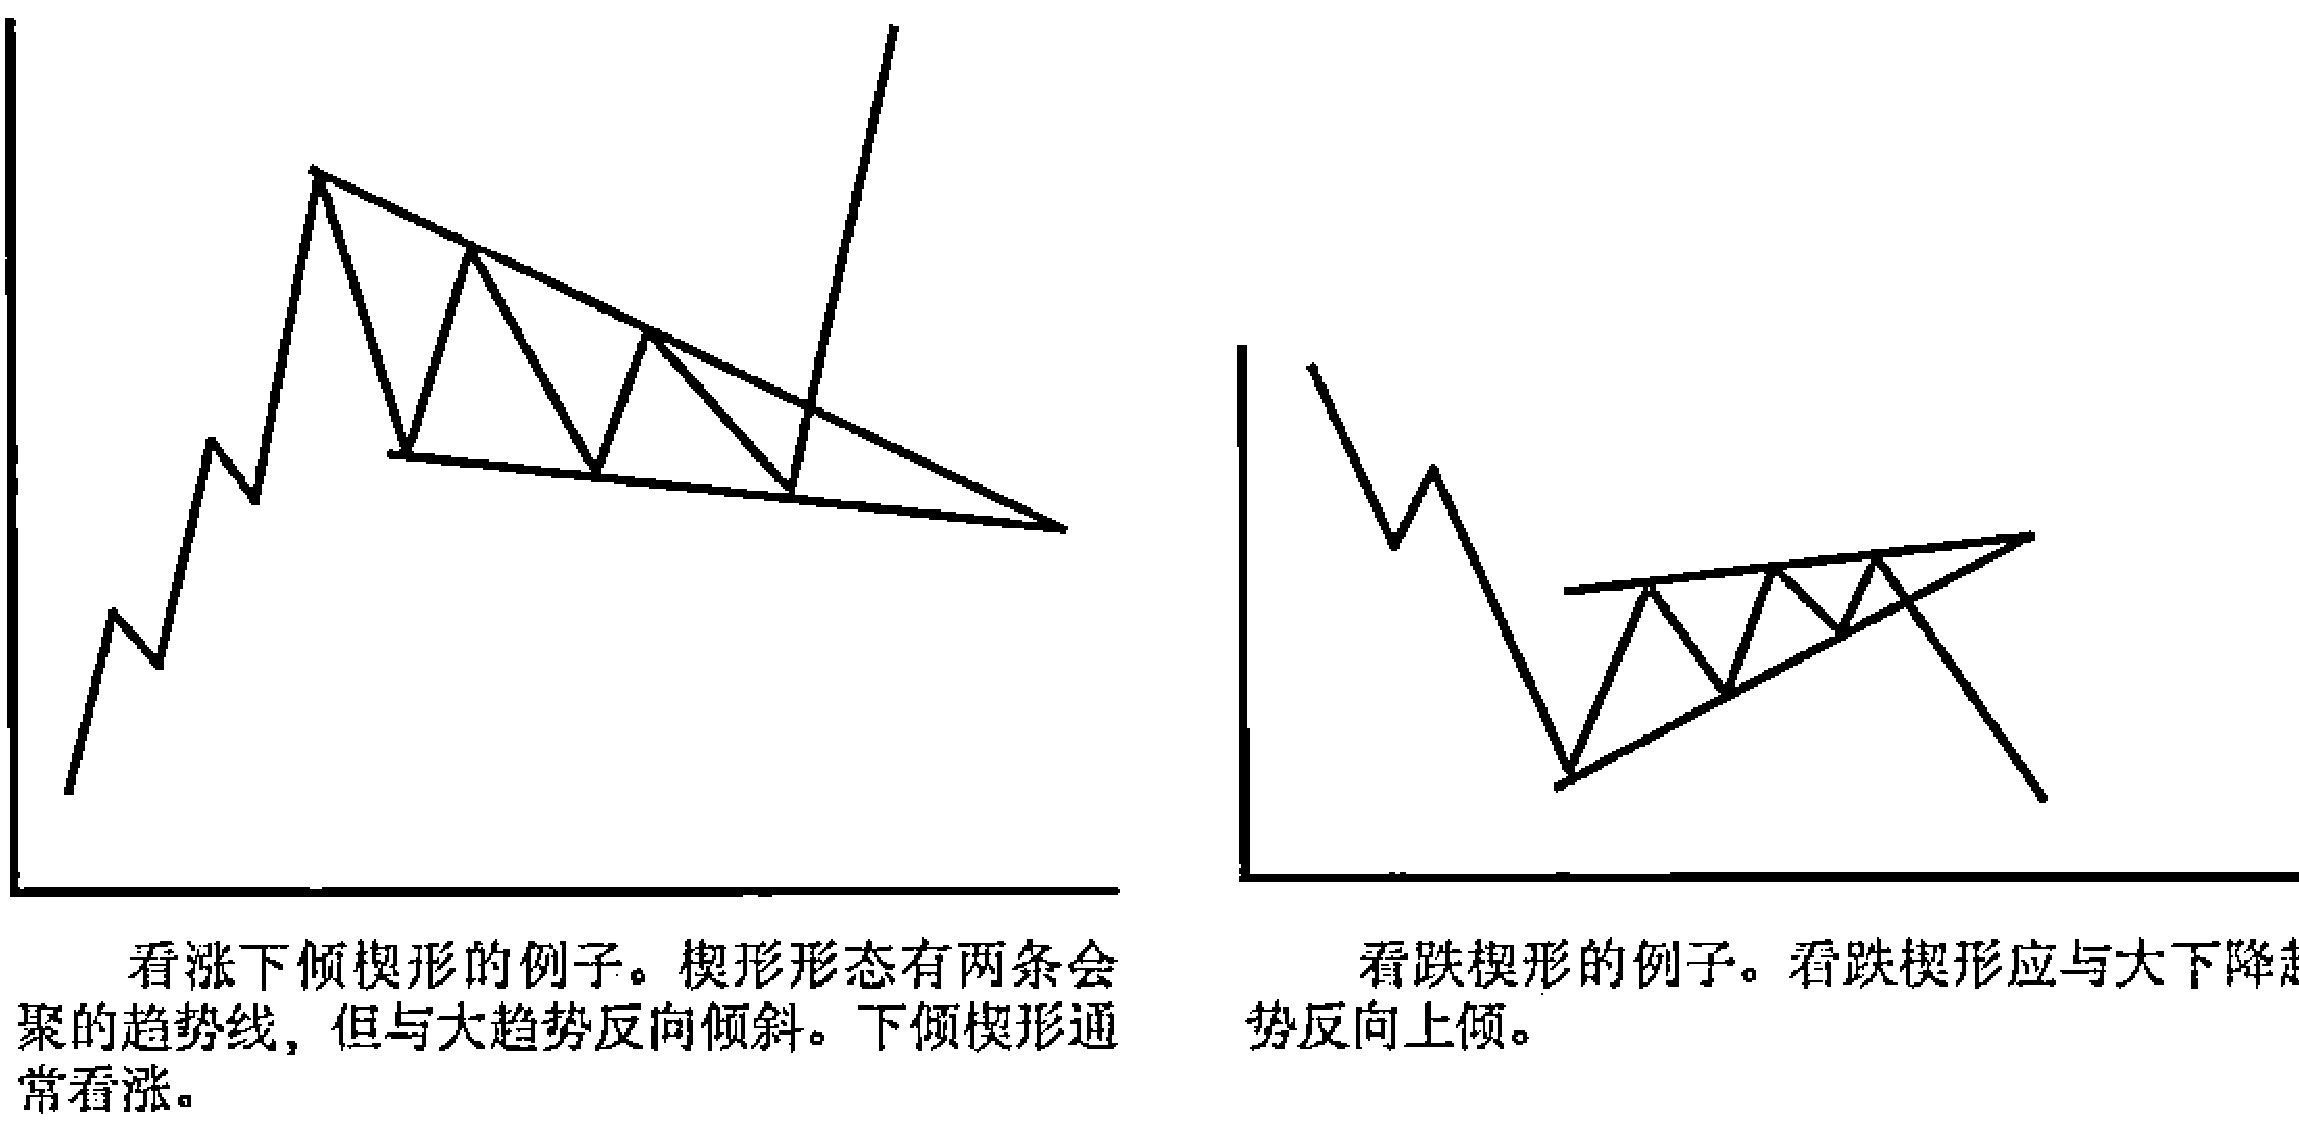 看涨下倾楔形的例子。楔形形态有两条会
聚的趋势线，但与大趋势反向倾斜。下倾楔形通
常看涨。
看跌楔形的例子。看跌楔形应与大下降趋
势反向上倾。